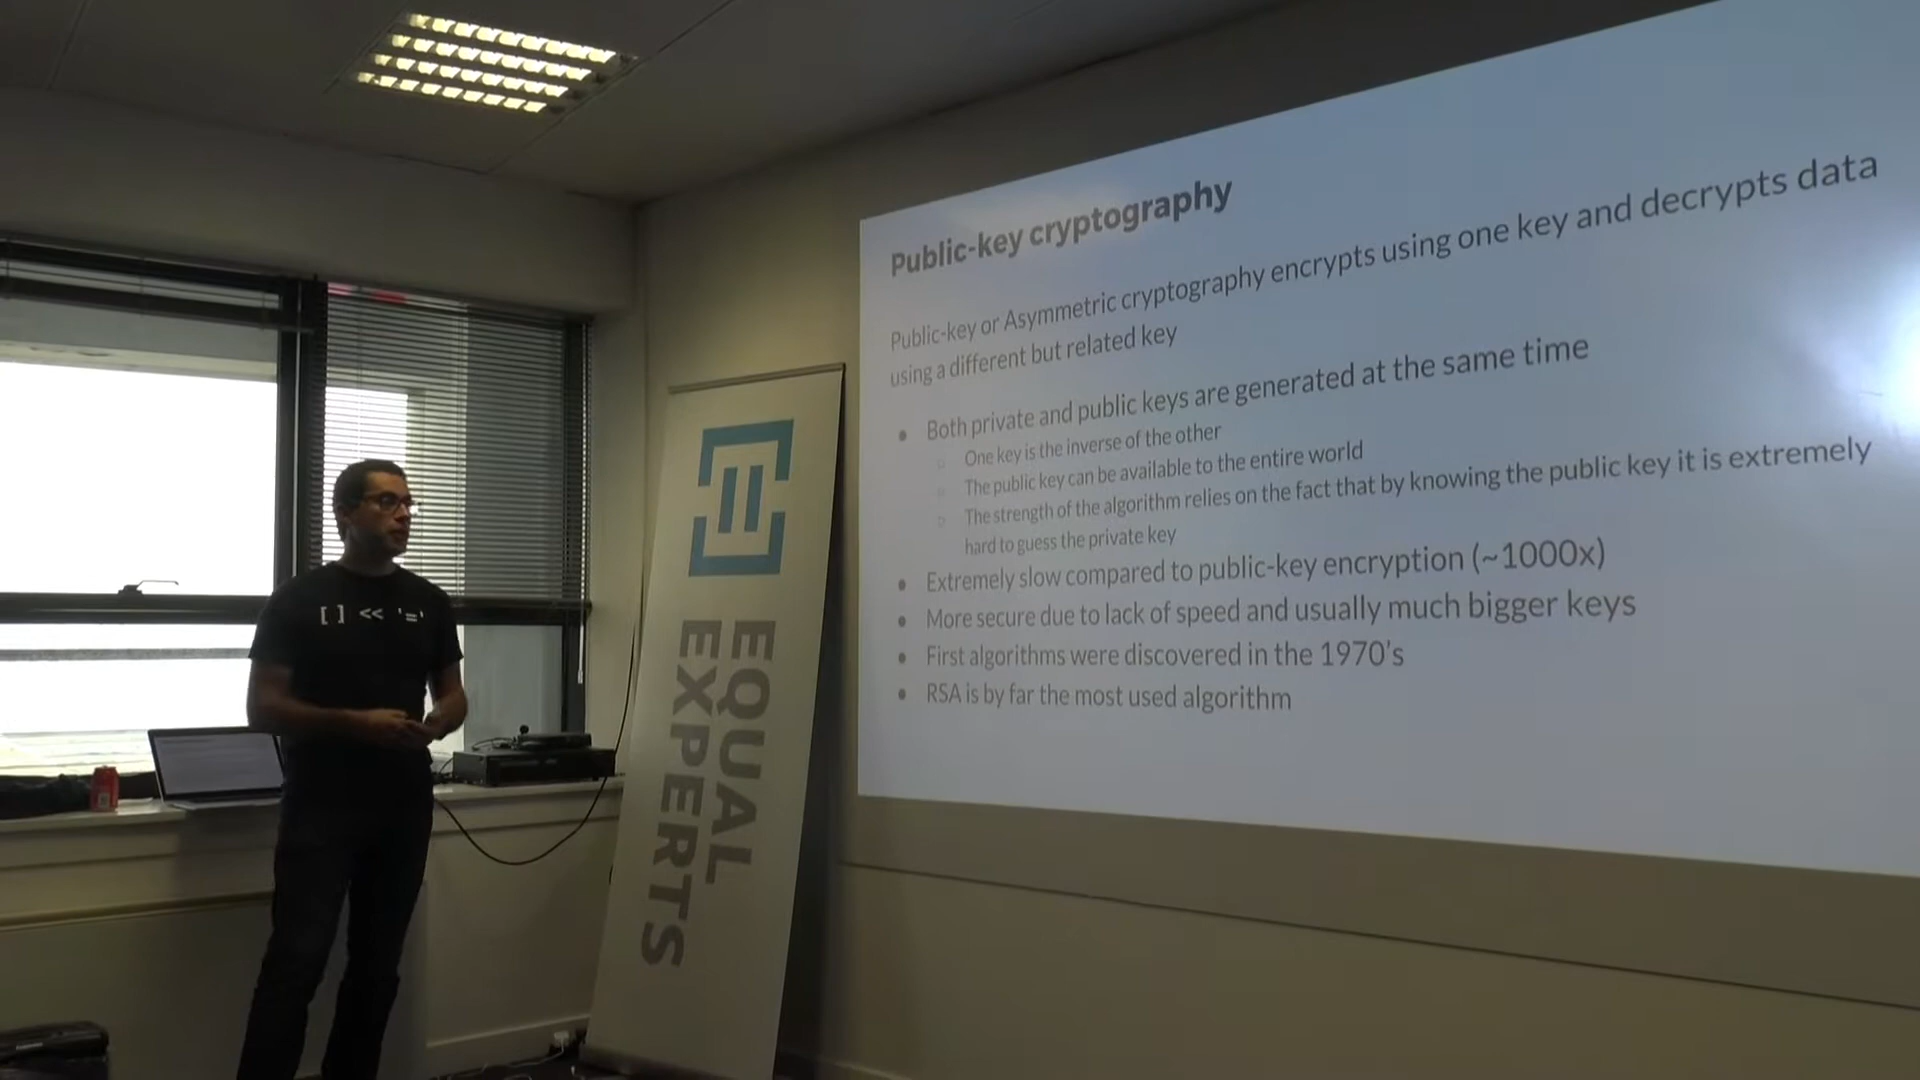 Public-key cryptography
Public-key or Asymmetric cryptography encrypts using one key and decrypts data
using a different but related key
Both private and public keys are generated at the same time
One key is the inverse of the other
The public key can be available to the entire world
The strength of the algorithm relies on the fact that by knowing the public key it is extremely
hard to guess the private key
Extremely slow compared to public-key encryption (~1000x)
More secure due to lack of speed and usually much bigger keys
First algorithms were discovered in the 1970's
RSA is by far the most used algorithm
[ ] << '='
EQUAL
EXPERTS